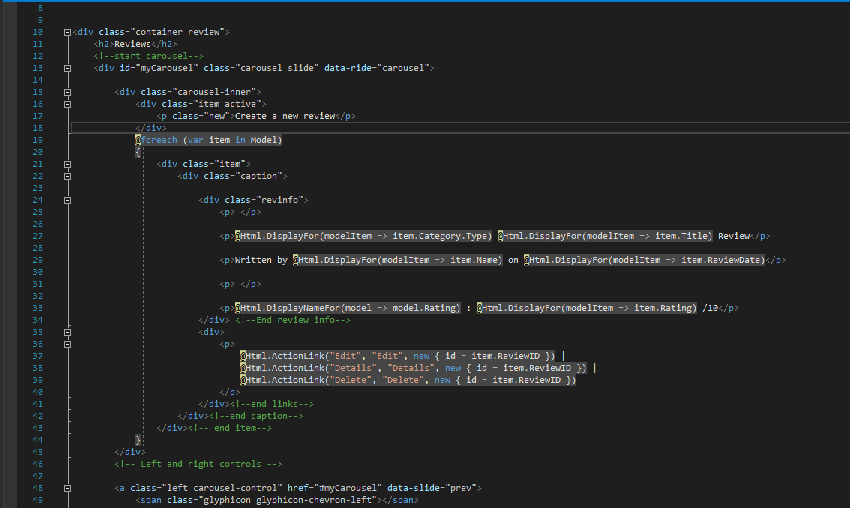 8
9
10 <div class="container review">
11 <h2>Reviews</h2>
12 <!--start carousel-->
13 <div id="myCarousel" class="carousel slide" data-ride="carousel">
14
15 <div class="carousel-inner">
16 <div class="item active">
17 <p class="new">Create a new review</p>
18 </div>
19 @foreach (var item in Model)
20 {
21 <div class="item">
22 <div class="caption">
23
24 <div class="revinfo">
25 <p> </p>
26
27 <p>@Html.DisplayFor(modelItem => item.Category.Type) @Html.DisplayFor(modelItem => item.Title) Review</p>
28
29 <p>Written by @Html.DisplayFor(modelItem => item.Name) on @Html.DisplayFor(modelItem => item.ReviewDate)</p>
30
31 <p> </p>
32
33 <p>@Html.DisplayNameFor(model => model.Rating) : @Html.DisplayFor(modelItem => item.Rating) /10</p>
34 </div> <!--End review info-->
35 <div>
36 <p>
37 @Html.ActionLink("Edit", "Edit", new { id = item.ReviewID }) |
38 @Html.ActionLink("Details", "Details", new { id = item.ReviewID }) |
39 @Html.ActionLink("Delete", "Delete", new { id = item.ReviewID })
40 </p>
41 </div><!--end links-->
42 </div><!--end caption-->
43 </div><!-- end item-->
44 }
45 </div>
46 <!-- Left and right controls -->
47
48 <a class="left carousel-control" href="#myCarousel" data-slide="prev">
49 <span class="glyphicon glyphicon-chevron-left"></span>